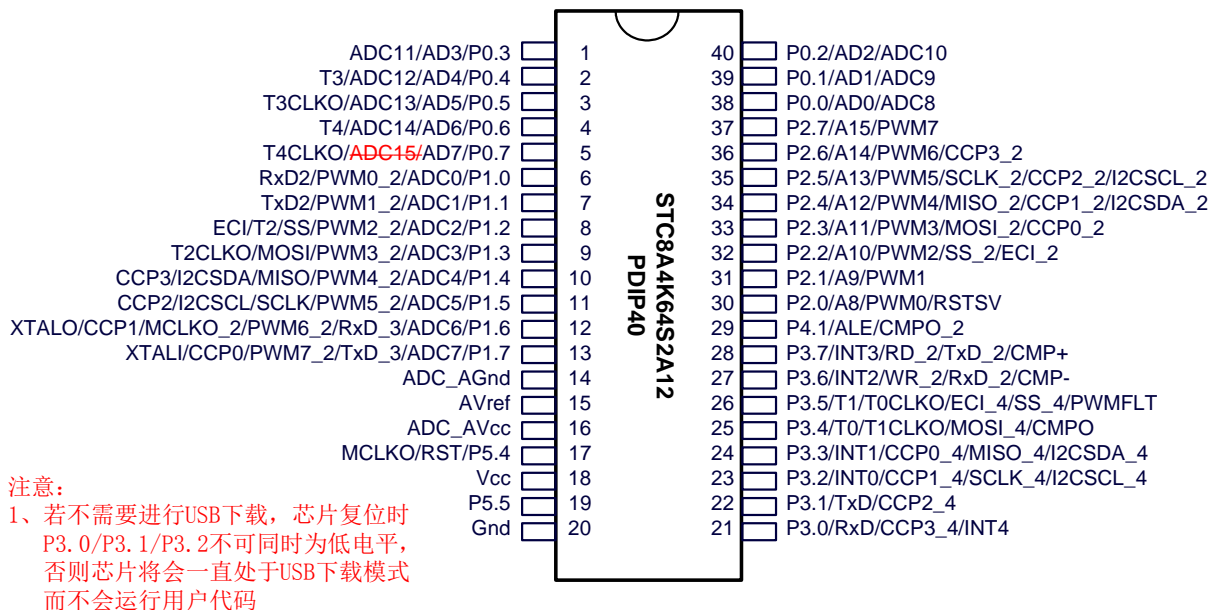 ADC11/AD3/P0.3 1 40 P0.2/AD2/ADC10
T3/ADC12/AD4/P0.4 2 39 P0.1/AD1/ADC9
T3CLKO/ADC13/AD5/P0.5 3 38 P0.0/AD0/ADC8
T4/ADC14/AD6/P0.6 4 37 P2.7/A15/PWM7
T4CLKO/ADC15/AD7/P0.7 5 36 P2.6/A14/PWM6/CCP3_2
RxD2/PWM0_2/ADC0/P1.0 6 35 P2.5/A13/PWM5/SCLK_2/CCP2_2/I2CSCL_2
TxD2/PWM1_2/ADC1/P1.1 7 34 P2.4/A12/PWM4/MISO_2/CCP1_2/I2CSDA_2
ECI/T2/SS/PWM2_2/ADC2/P1.2 8 33 P2.3/A11/PWM3/MOSI_2/CCP0_2
T2CLKO/MOSI/PWM3_2/ADC3/P1.3 9 32 P2.2/A10/PWM2/SS_2/ECI_2
CCP3/I2CSDA/MISO/PWM4_2/ADC4/P1.4 10 31 P2.1/A9/PWM1
CCP2/I2CSCL/SCLK/PWM5_2/ADC5/P1.5 11 30 P2.0/A8/PWM0/RSTSV
XTALO/CCP1/MCLKO_2/PWM6_2/RxD_3/ADC6/P1.6 12 29 P4.1/ALE/CMPO_2
XTALI/CCP0/PWM7_2/TxD_3/ADC7/P1.7 13 28 P3.7/INT3/RD_2/TxD_2/CMP+
ADC_AGnd 14 27 P3.6/INT2/WR_2/RxD_2/CMP-
AVref 15 26 P3.5/T1/T0CLKO/ECI_4/SS_4/PWMFLT
ADC_AVcc 16 25 P3.4/T0/T1CLKO/MOSI_4/CMPO
MCLKO/RST/P5.4 17 24 P3.3/INT1/CCP0_4/MISO_4/I2CSDA_4
Vcc 18 23 P3.2/INT0/CCP1_4/SCLK_4/I2CSCL_4
P5.5 19 22 P3.1/TxD/CCP2_4
Gnd 20 21 P3.0/RxD/CCP3_4/INT4
STC8A4K64S2A12
PDIP40
注意：
1、若不需要进行USB下载，芯片复位时
P3.0/P3.1/P3.2不可同时为低电平，
否则芯片将会一直处于USB下载模式
而不会运行用户代码